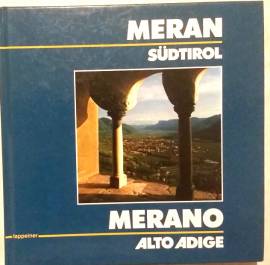 MERAN
SÜDTIROL
MERANO
tappeiner
ALTO ADIGE